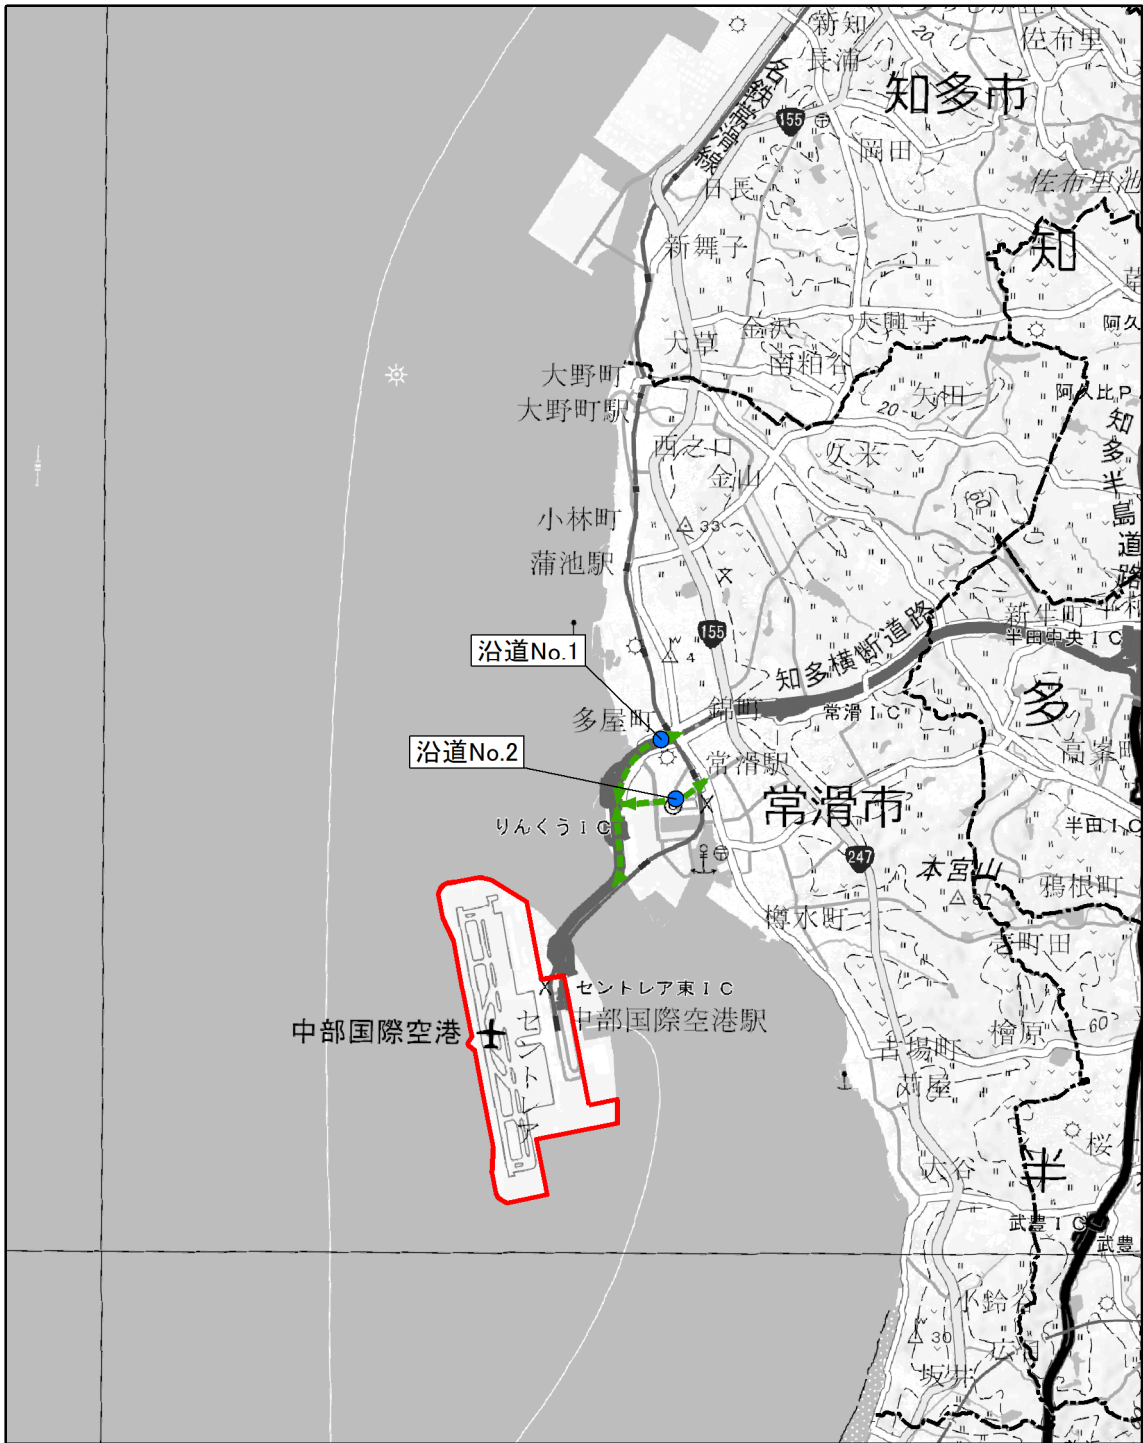 新知
佐布里
長浦
20
知多市
名鉄常滑線
155
岡田
佐布里池
日長
新舞子
知
阿久
大興寺
金沢
大草
南粕谷
大野町
矢田
阿久比P
大野町駅
20
知多半島道路
西之口
久米
金山
60
小林町
33
蒲池駅
新生町
155
知多横断道路
半田中央IC
沿道No.1
4
多
多屋町
錦町
常滑IC
高峯町
沿道No.2
常滑駅
常滑市
りんくうIC
半田IC
247
本宮山
鴉根町
87
樽水町
壱町田
セントレア東IC
中部国際空港
セントレア
中部国際空港駅
檜原
60
古場町
苅屋
桜
大谷
半
武豊IC
武豊
小鈴谷
30
広目
坂井